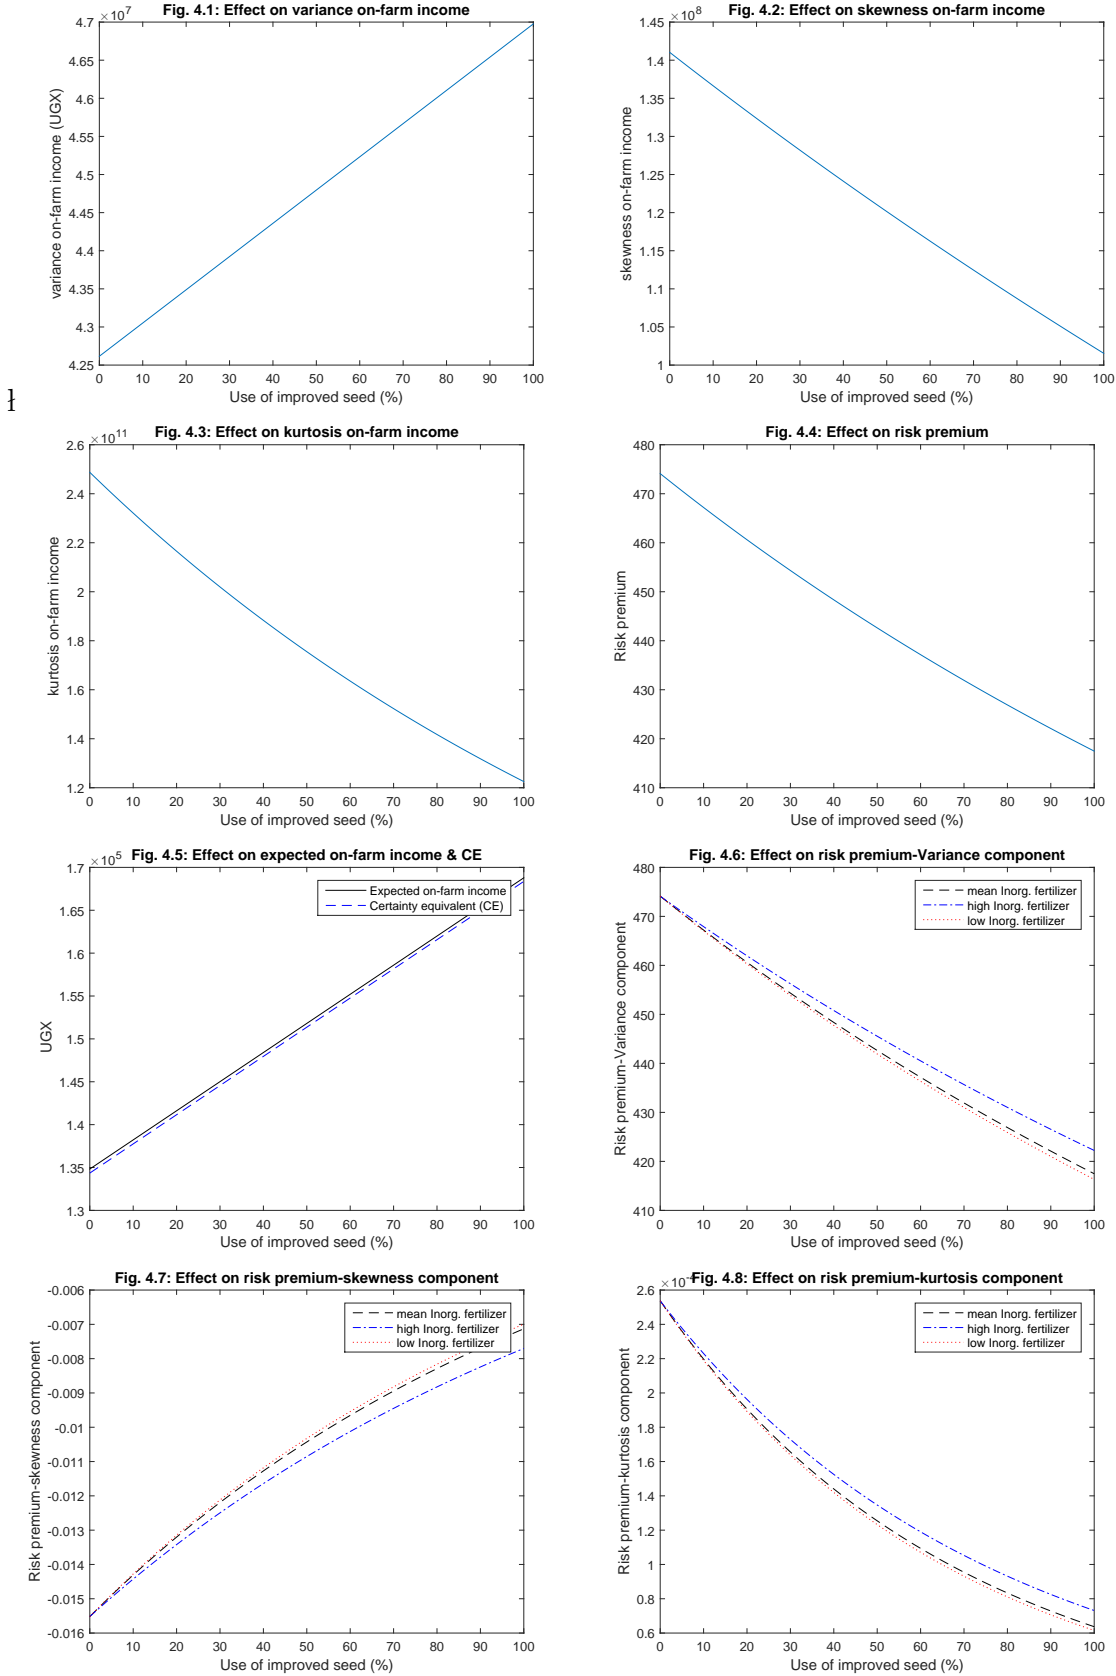 Fig. 4.1: Effect on variance on-farm income
×10⁷
4.7
4.65
4.6
4.55
4.5
4.45
4.4
4.35
4.3
4.25
variance on-farm income (UGX)
0 10 20 30 40 50 60 70 80 90 100
Use of improved seed (%)
Fig. 4.2: Effect on skewness on-farm income
×10⁸
1.45
1.4
1.35
1.3
1.25
1.2
1.15
1.1
1.05
1
skewness on-farm income
0 10 20 30 40 50 60 70 80 90 100
Use of improved seed (%)
ł
Fig. 4.3: Effect on kurtosis on-farm income
×10¹¹
2.6
2.4
2.2
2
1.8
1.6
1.4
1.2
kurtosis on-farm income
0 10 20 30 40 50 60 70 80 90 100
Use of improved seed (%)
Fig. 4.4: Effect on risk premium
480
470
460
450
440
430
420
410
Risk premium
0 10 20 30 40 50 60 70 80 90 100
Use of improved seed (%)
Fig. 4.5: Effect on expected on-farm income & CE
×10⁵
1.7
1.65
1.6
1.55
1.5
1.45
1.4
1.35
1.3
UGX
Expected on-farm income
Certainty equivalent (CE)
0 10 20 30 40 50 60 70 80 90 100
Use of improved seed (%)
Fig. 4.6: Effect on risk premium-Variance component
480
470
460
450
440
430
420
410
Risk premium-Variance component
mean Inorg. fertilizer
high Inorg. fertilizer
low Inorg. fertilizer
0 10 20 30 40 50 60 70 80 90 100
Use of improved seed (%)
Fig. 4.7: Effect on risk premium-skewness component
-0.006
-0.007
-0.008
-0.009
-0.01
-0.011
-0.012
-0.013
-0.014
-0.015
-0.016
Risk premium-skewness component
mean Inorg. fertilizer
high Inorg. fertilizer
low Inorg. fertilizer
0 10 20 30 40 50 60 70 80 90 100
Use of improved seed (%)
Fig. 4.8: Effect on risk premium-kurtosis component
×10
2.6
2.4
2.2
2
1.8
1.6
1.4
1.2
1
0.8
0.6
Risk premium-kurtosis component
mean Inorg. fertilizer
high Inorg. fertilizer
low Inorg. fertilizer
0 10 20 30 40 50 60 70 80 90 100
Use of improved seed (%)